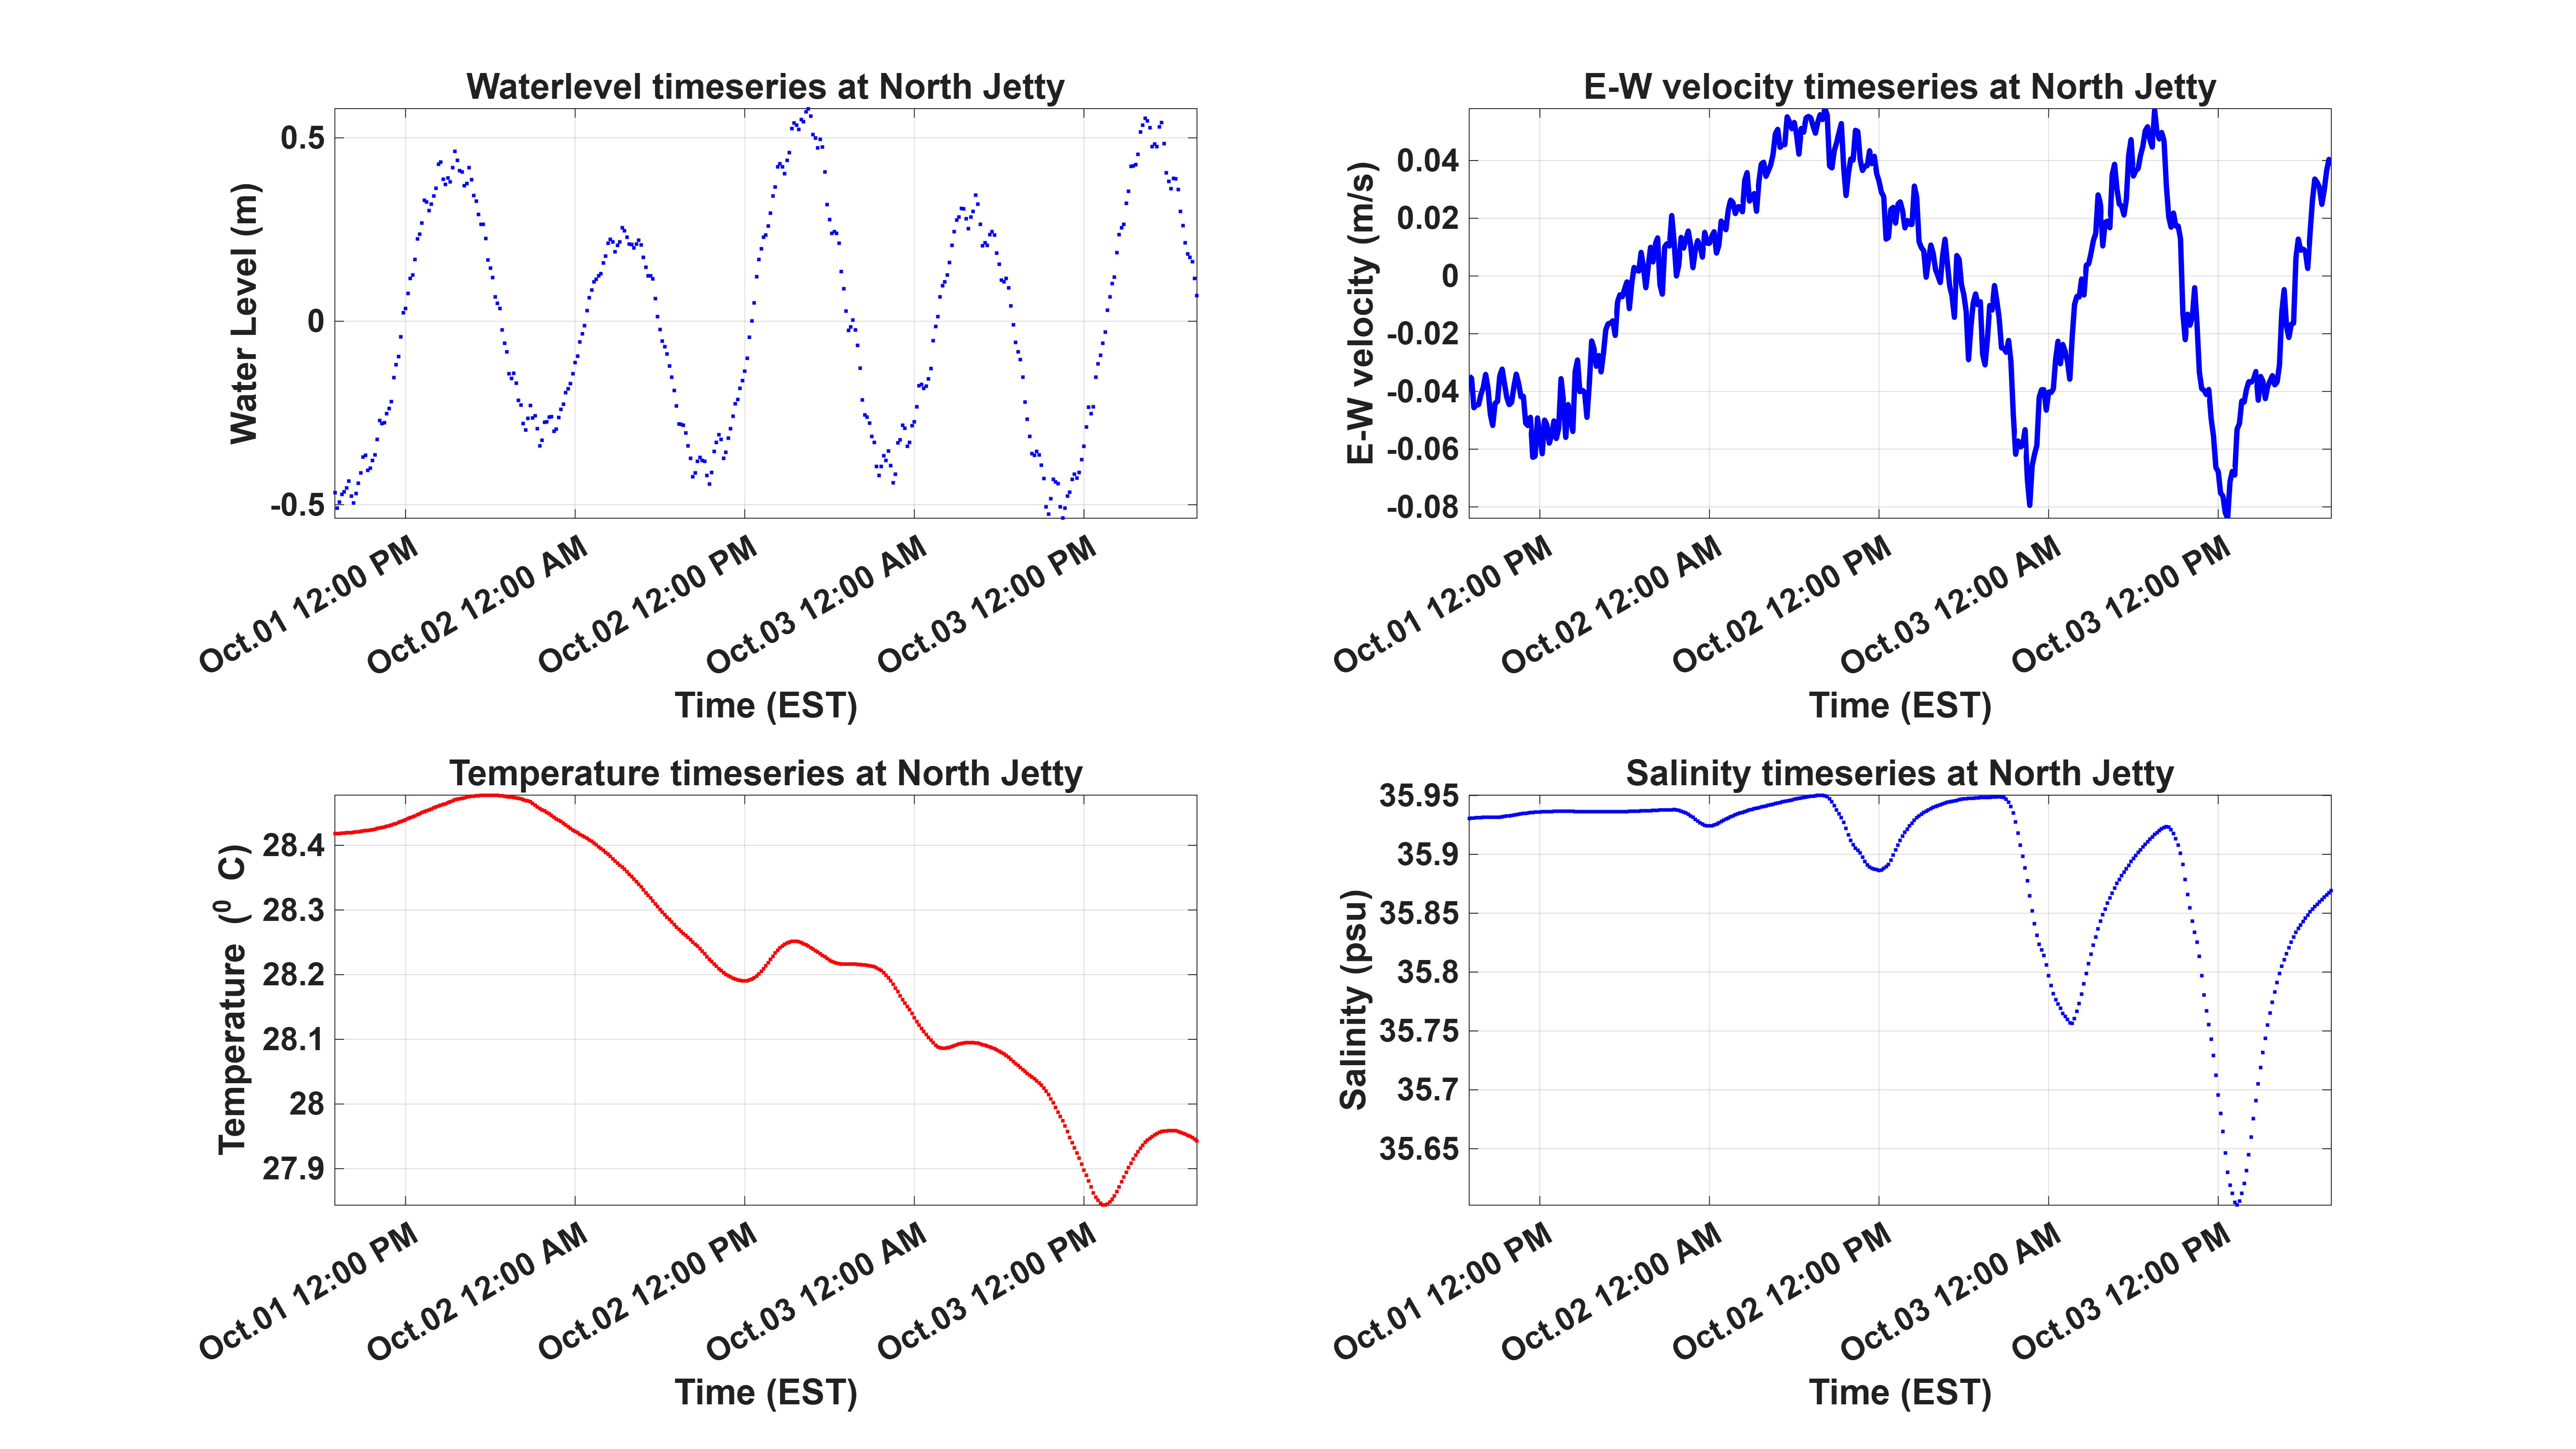 Waterlevel timeseries at North Jetty
Water Level (m)
0.5
0
-0.5
Oct.01 12:00 PM
Oct.02 12:00 AM
Oct.02 12:00 PM
Oct.03 12:00 AM
Oct.03 12:00 PM
Time (EST)
E-W velocity timeseries at North Jetty
E-W velocity (m/s)
0.04
0.02
0
-0.02
-0.04
-0.06
-0.08
Oct.01 12:00 PM
Oct.02 12:00 AM
Oct.02 12:00 PM
Oct.03 12:00 AM
Oct.03 12:00 PM
Time (EST)
Temperature timeseries at North Jetty
Temperature (⁰ C)
28.4
28.3
28.2
28.1
28
27.9
Oct.01 12:00 PM
Oct.02 12:00 AM
Oct.02 12:00 PM
Oct.03 12:00 AM
Oct.03 12:00 PM
Time (EST)
Salinity timeseries at North Jetty
Salinity (psu)
35.95
35.9
35.85
35.8
35.75
35.7
35.65
Oct.01 12:00 PM
Oct.02 12:00 AM
Oct.02 12:00 PM
Oct.03 12:00 AM
Oct.03 12:00 PM
Time (EST)